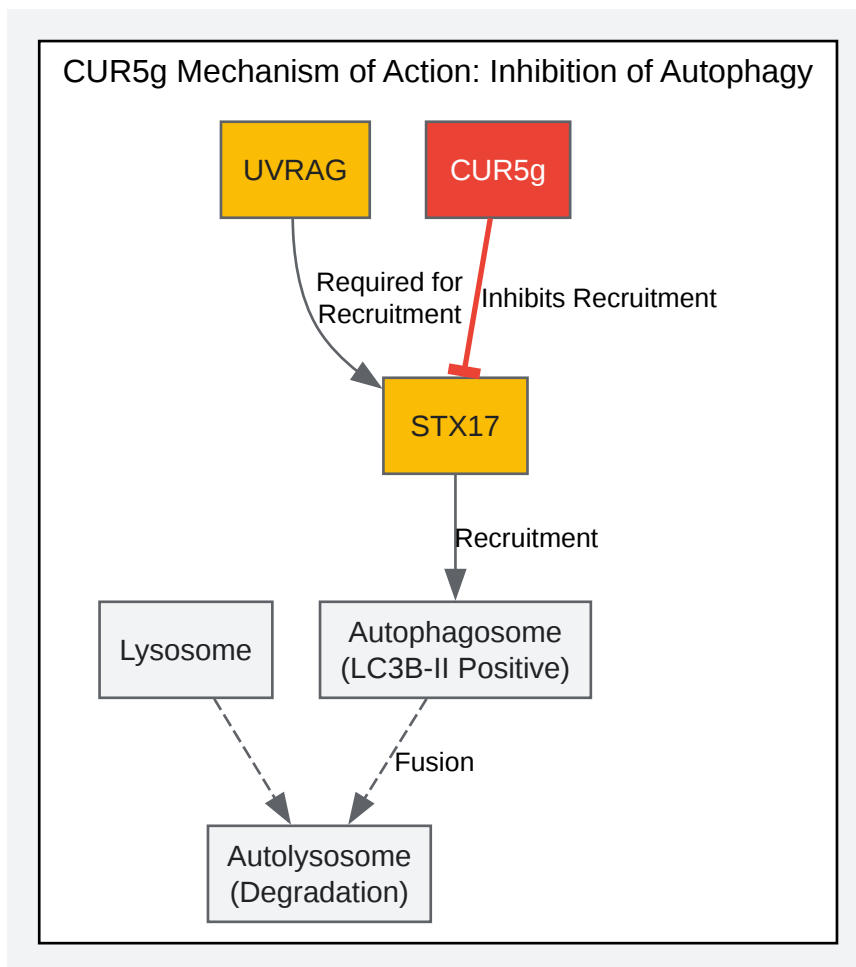 CUR5g Mechanism of Action: Inhibition of Autophagy
UVRAG
CUR5g
Required for
Recruitment
Inhibits Recruitment
STX17
Recruitment
Lysosome
Autophagosome
(LC3B-II Positive)
Fusion
Autolysosome
(Degradation)